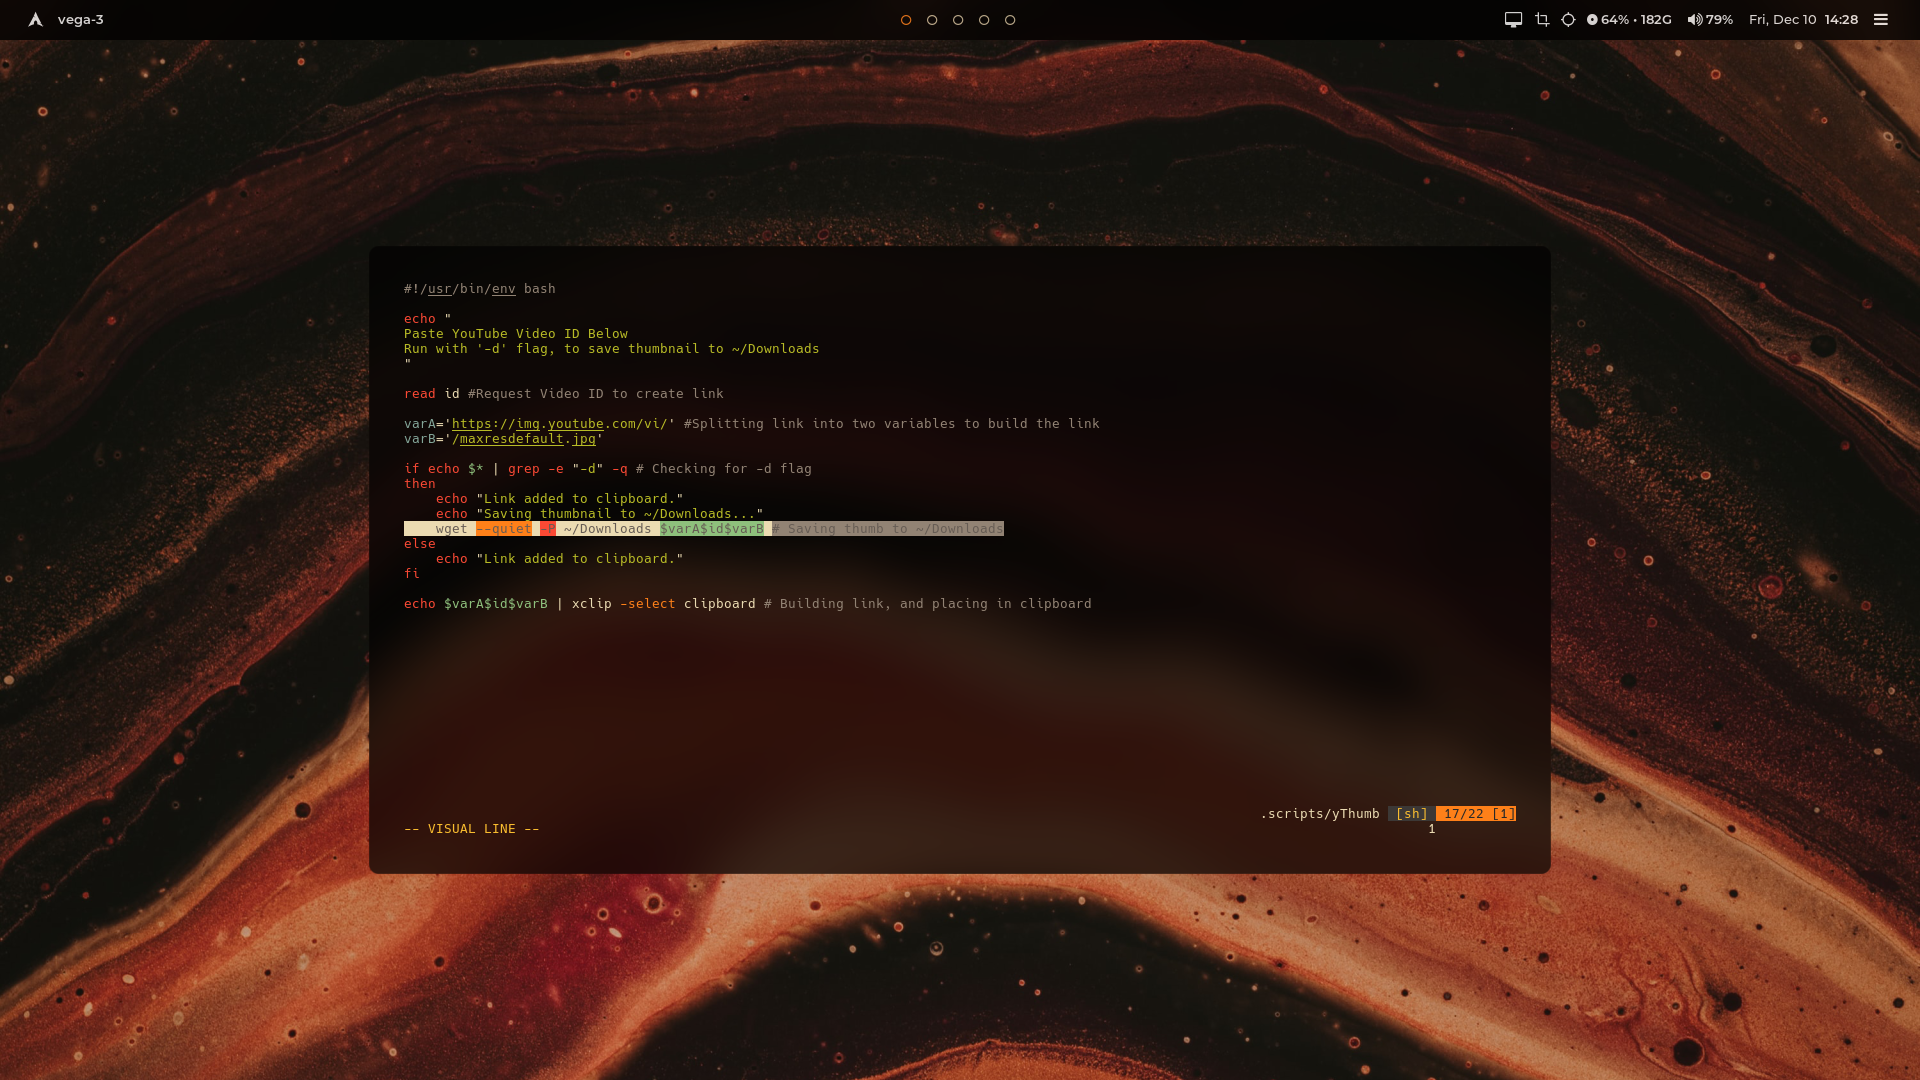 vega-3
64% • 182G 79% Fri, Dec 10 14:28
#!/usr/bin/env bash
echo "
Paste YouTube Video ID Below
Run with '-d' flag, to save thumbnail to ~/Downloads
"
read id #Request Video ID to create link
varA='https://img.youtube.com/vi/' #Splitting link into two variables to build the link
varB='/maxresdefault.jpg'
if echo $* | grep -e "-d" -q # Checking for -d flag
then
    echo "Link added to clipboard."
    echo "Saving thumbnail to ~/Downloads..."
    wget --quiet -P ~/Downloads $varA$id$varB # Saving thumb to ~/Downloads
else
    echo "Link added to clipboard."
fi
echo $varA$id$varB | xclip -select clipboard # Building link, and placing in clipboard
.scripts/yThumb [sh] 17/22 [1]
-- VISUAL LINE -- 1